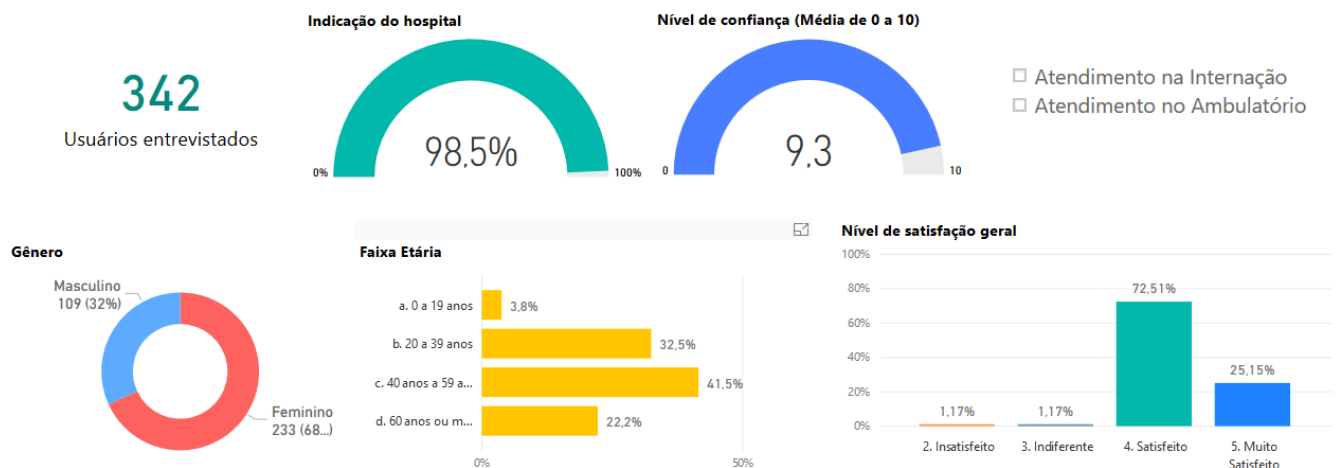 342
Usuários entrevistados
Indicação do hospital
98,5%
0%
100%
Nível de confiança (Média de 0 a 10)
9,3
0
10
Atendimento na Internação
Atendimento no Ambulatório
Gênero
Masculino
109 (32%)
Feminino
233 (68...)
Faixa Etária
a. 0 a 19 anos
3,8%
b. 20 a 39 anos
32,5%
c. 40 anos a 59 a...
41,5%
d. 60 anos ou m...
22,2%
0%
50%
Nível de satisfação geral
100%
80%
60%
40%
20%
0%
1,17%
1,17%
72,51%
25,15%
2. Insatisfeito
3. Indiferente
4. Satisfeito
5. Muito
Satisfeito